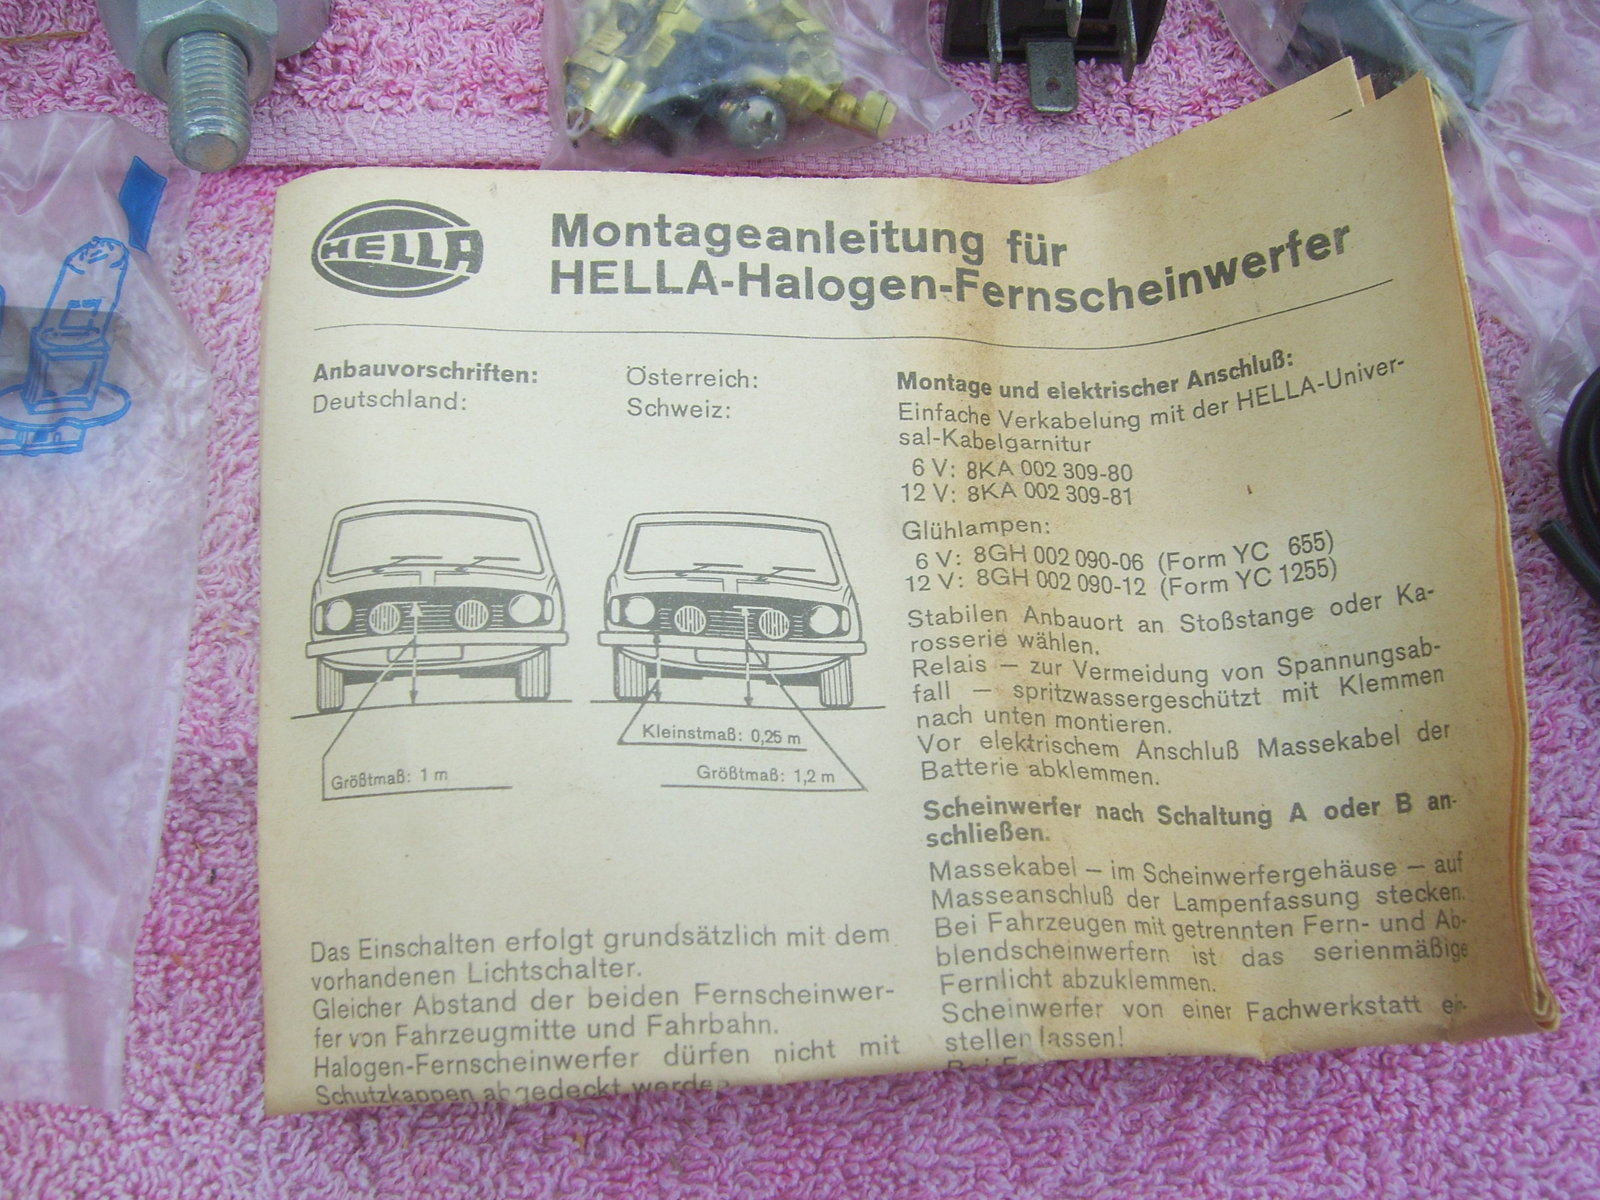 HELLA
Montageanleitung für
HELLA-Halogen-Fernscheinwerfer
Anbauvorschriften:
Deutschland:
Österreich:
Schweiz:
Größtmaß: 1 m
Kleinstmaß: 0,25 m
Größtmaß: 1,2 m
Das Einschalten erfolgt grundsätzlich mit dem
vorhandenen Lichtschalter.
Gleicher Abstand der beiden Fernscheinwer-
fer von Fahrzeugmitte und Fahrbahn.
Halogen-Fernscheinwerfer dürfen nicht mit
Schutzkappen abgedeckt werden
Montage und elektrischer Anschluß:
Einfache Verkabelung mit der HELLA-Univer-
sal-Kabelgarnitur
6 V: 8KA 002 309-80
12 V: 8KA 002 309-81
Glühlampen:
6 V: 8GH 002 090-06 (Form YC 655)
12 V: 8GH 002 090-12 (Form YC 1255)
Stabilen Anbauort an Stoßstange oder Ka-
rosserie wählen.
Relais – zur Vermeidung von Spannungsab-
fall – spritzwassergeschützt mit Klemmen
nach unten montieren.
Vor elektrischem Anschluß Massekabel der
Batterie abklemmen.
Scheinwerfer nach Schaltung A oder B an-
schließen.
Massekabel – im Scheinwerfergehäuse – auf
Masseanschluß der Lampenfassung stecken.
Bei Fahrzeugen mit getrennten Fern- und Ab-
blendscheinwerfern ist das serienmäßige
Fernlicht abzuklemmen.
Scheinwerfer von einer Fachwerkstatt ein-
stellen lassen!
Bei